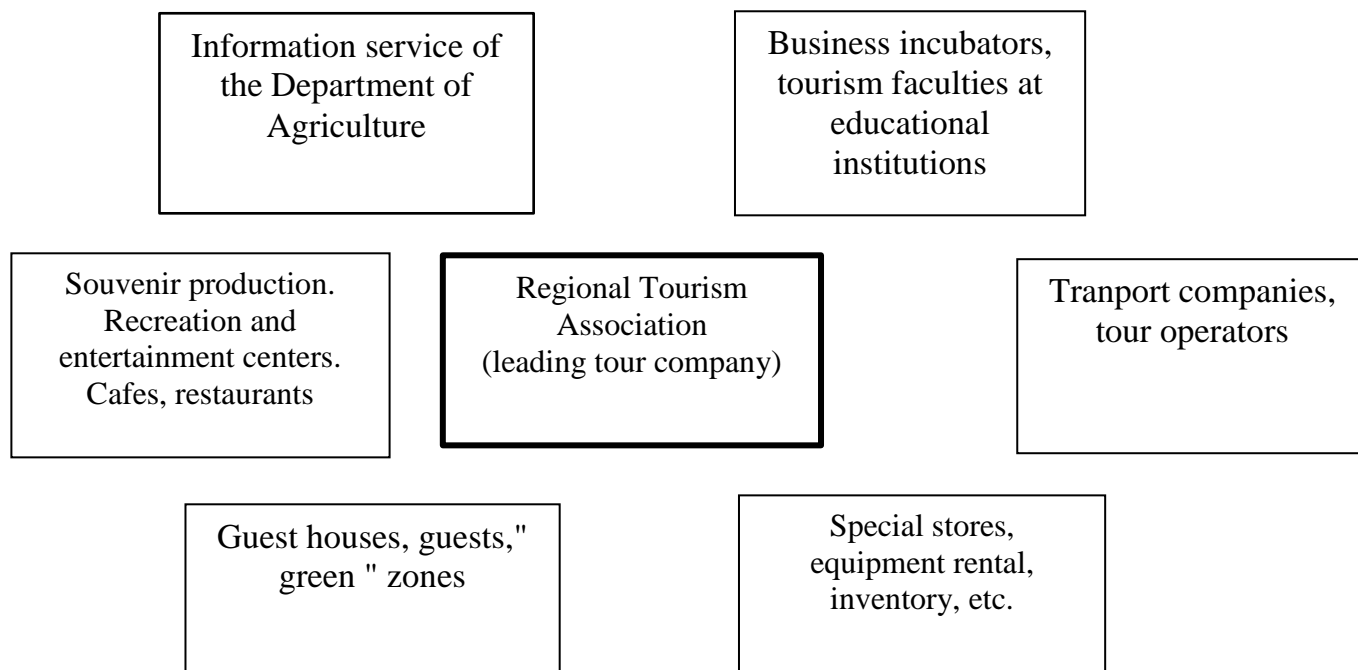 Information service of
the Department of
Agriculture
Business incubators,
tourism faculties at
educational
institutions
Souvenir production.
Recreation and
entertainment centers.
Cafes, restaurants
Regional Tourism
Association
(leading tour company)
Tranport companies,
tour operators
Guest houses, guests,"
green " zones
Special stores,
equipment rental,
inventory, etc.